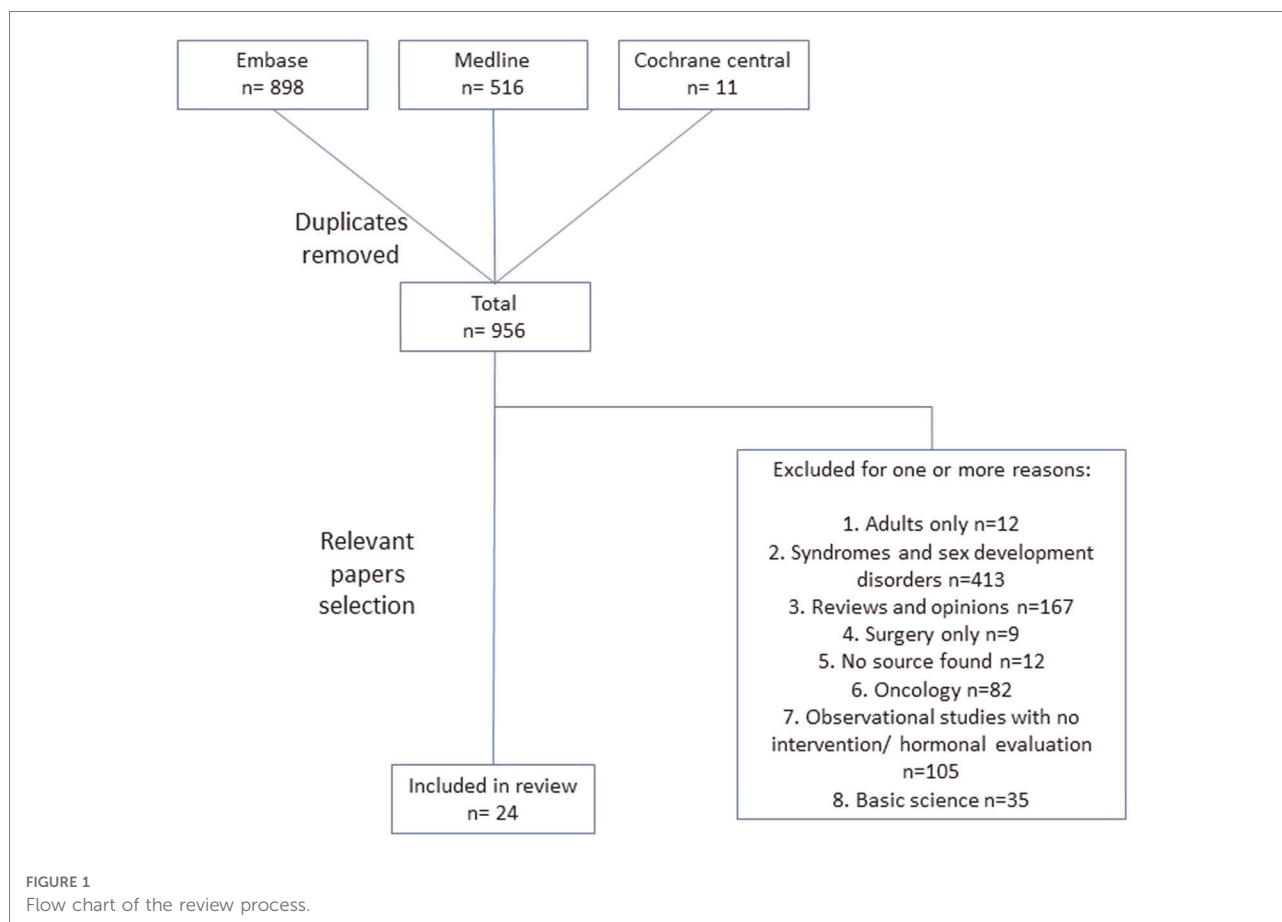 Embase
n= 898
Medline
n= 516
Cochrane central
n= 11
Duplicates
removed
Total
n= 956
Relevant
papers
selection
Excluded for one or more reasons:
1. Adults only n=12
2. Syndromes and sex development
disorders n=413
3. Reviews and opinions n=167
4. Surgery only n=9
5. No source found n=12
6. Oncology n=82
7. Observational studies with no
intervention/ hormonal evaluation
n=105
8. Basic science n=35
Included in review
n= 24
FIGURE 1
Flow chart of the review process.